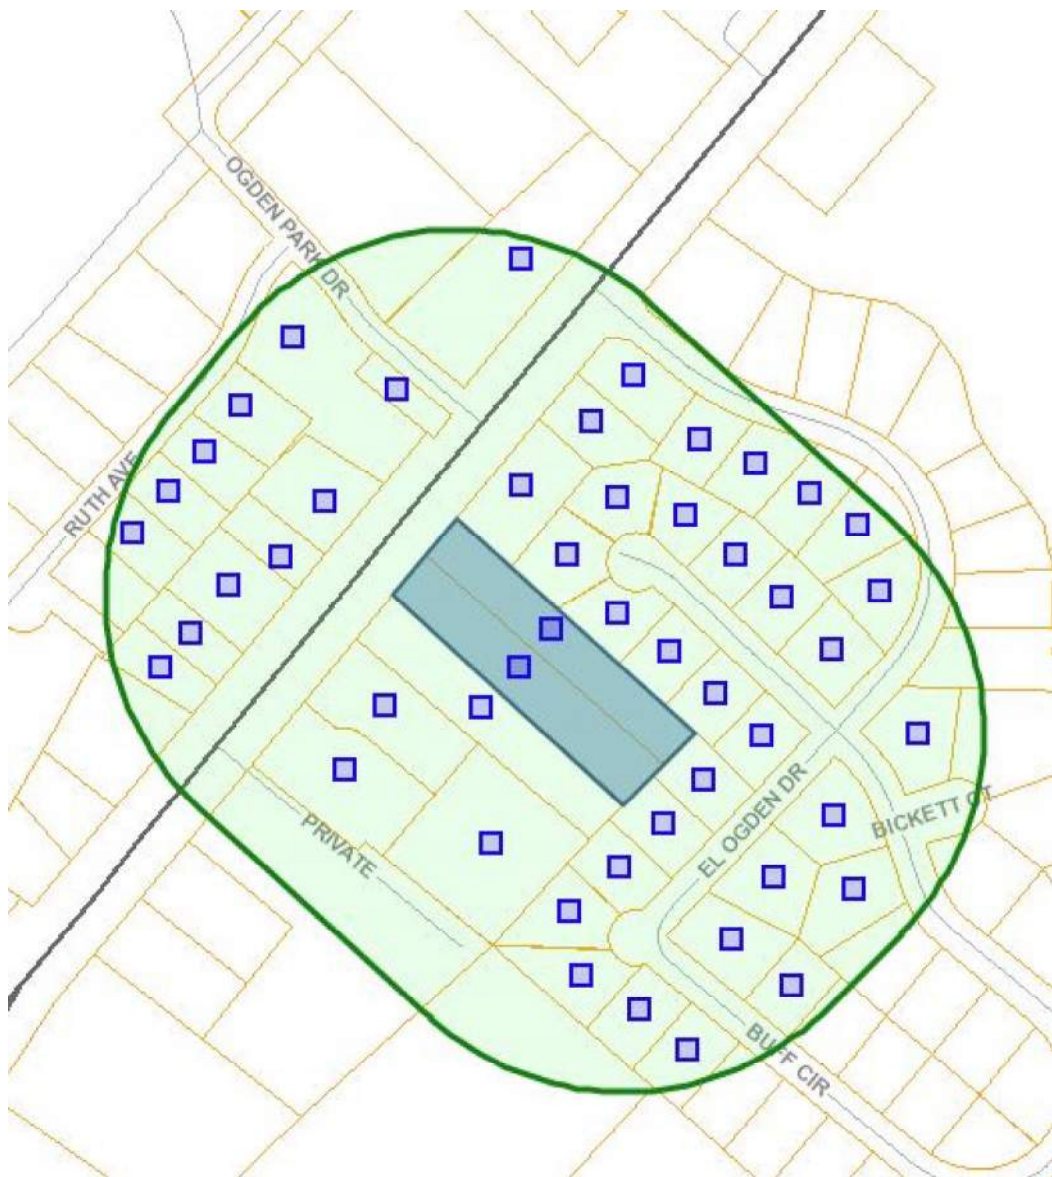 OGDEN PARK DR
RUTH AVE
EL OGDEN DR
BICKETT CT
PRIVATE
BUFF CIR